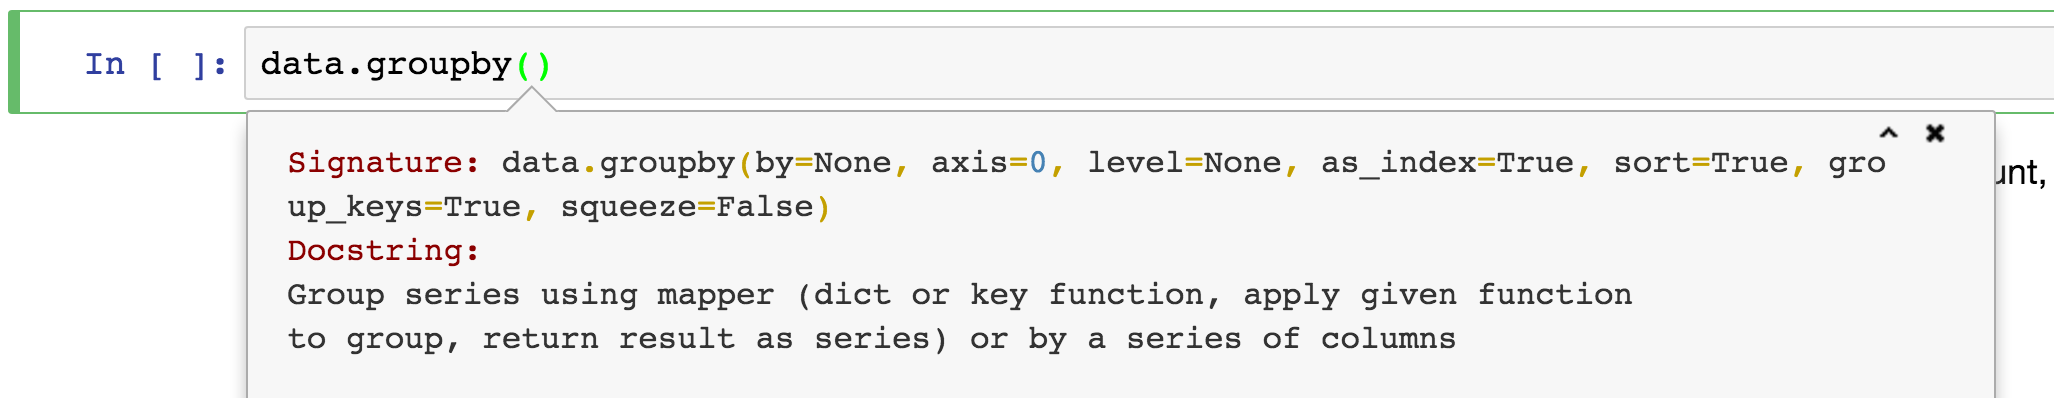 In [ ]: data.groupby()
Signature: data.groupby(by=None, axis=0, level=None, as_index=True, sort=True, gro
up_keys=True, squeeze=False)
Docstring:
Group series using mapper (dict or key function, apply given function
to group, return result as series) or by a series of columns